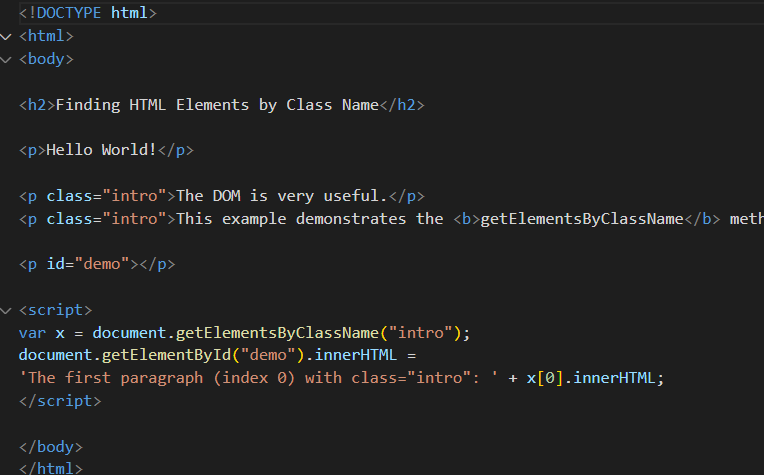 <!DOCTYPE html>
<html>
<body>
<h2>Finding HTML Elements by Class Name</h2>
<p>Hello World!</p>
<p class="intro">The DOM is very useful.</p>
<p class="intro">This example demonstrates the <b>getElementsByClassName</b> meth
<p id="demo"></p>
<script>
var x = document.getElementsByClassName("intro");
document.getElementById("demo").innerHTML =
'The first paragraph (index 0) with class="intro": ' + x[0].innerHTML;
</script>
</body>
</html>